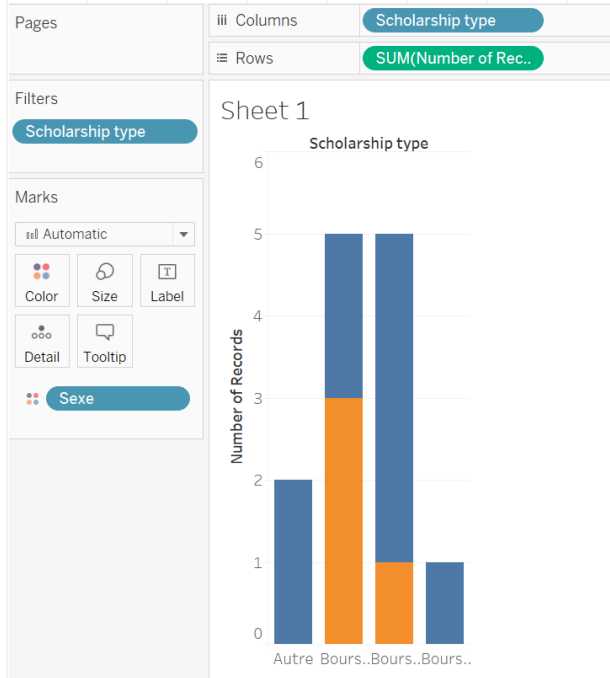 Pages
iii Columns
Scholarship type
Rows
SUM(Number of Rec..
Filters
Scholarship type
Marks
Automatic
Color
Size
T
Label
Detail
Tooltip
Sexe
Sheet 1
Scholarship type
Number of Records
6
5
4
3
2
1
0
Autre Bours..Bours..Bours..